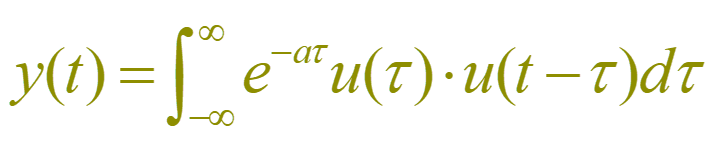 y(t) = ∫_{-∞}^{∞} e^{-aτ} u(τ)·u(t − τ)dτ